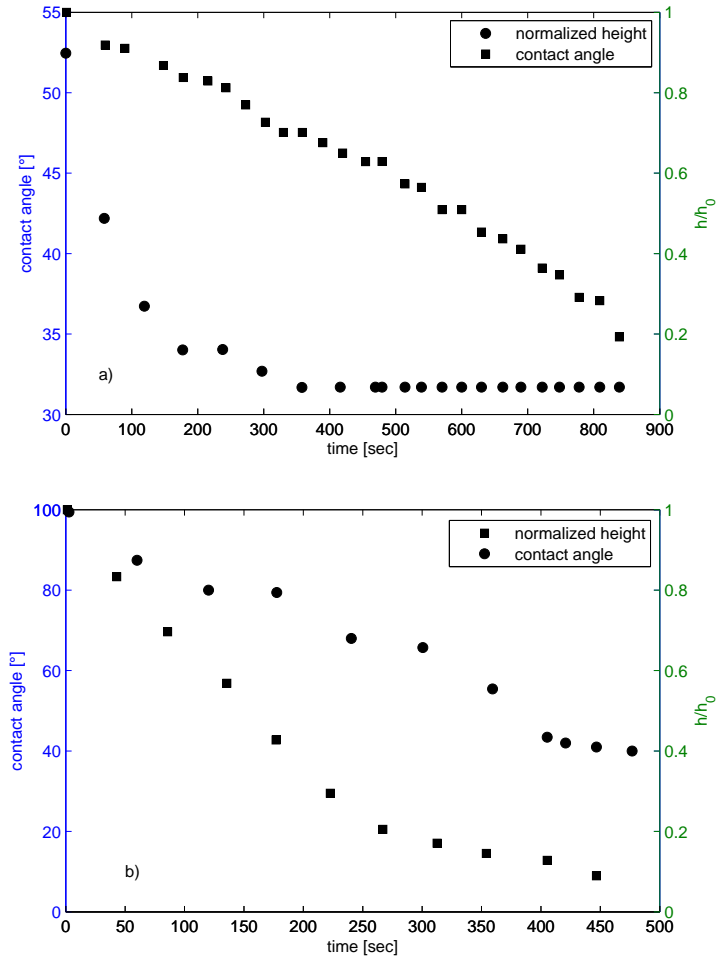 55
50
45
40
35
30
contact angle [°]
normalized height
contact angle
1
0.8
0.6
0.4
0.2
0
h/h0
a)
0 100 200 300 400 500 600 700 800 900
time [sec]
100
80
60
40
20
0
contact angle [°]
normalized height
contact angle
1
0.8
0.6
0.4
0.2
0
h/h0
b)
0 50 100 150 200 250 300 350 400 450 500
time [sec]